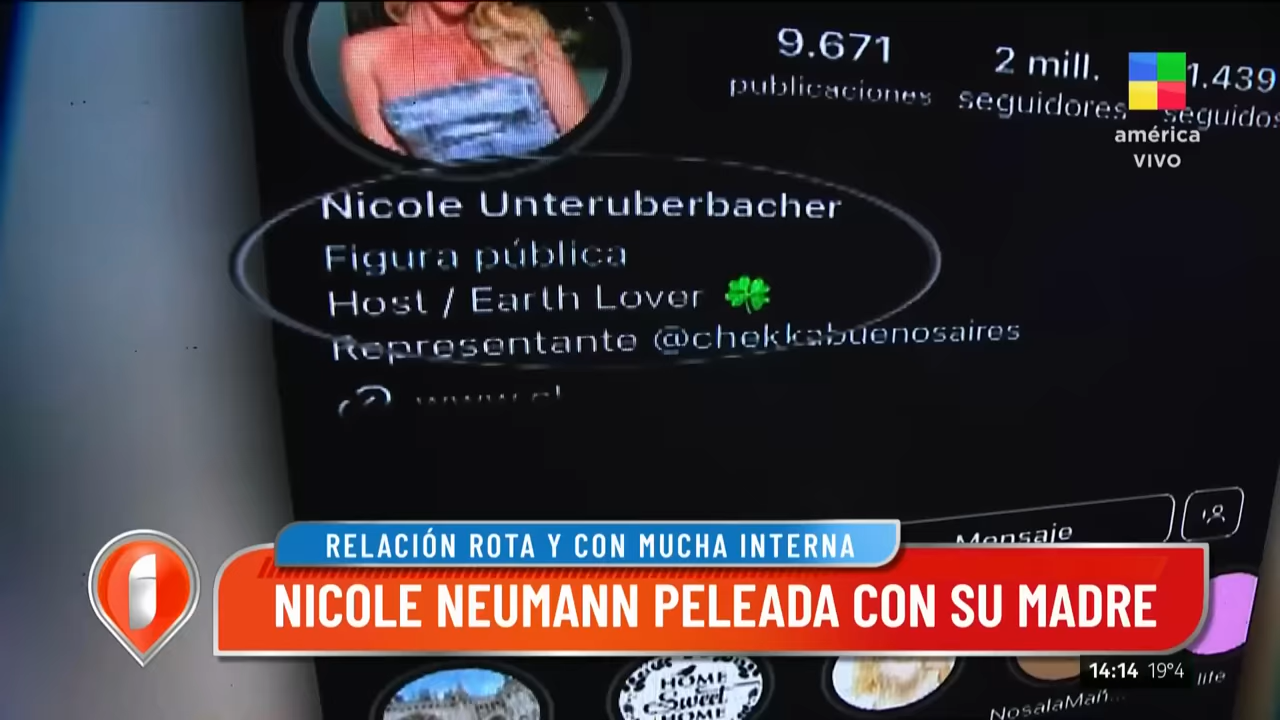 9.671
publicaciones
2 mill.
seguidores
1.439
seguidos
américa
VIVO
Nicole Unteruberbacher
Figura pública
Host / Earth Lover
Representante @chekkabuenosaires
Mensaje
RELACIÓN ROTA Y CON MUCHA INTERNA
NICOLE NEUMANN PELEADA CON SU MADRE
14:14 19°4
HOME
Sweet
HOME
life